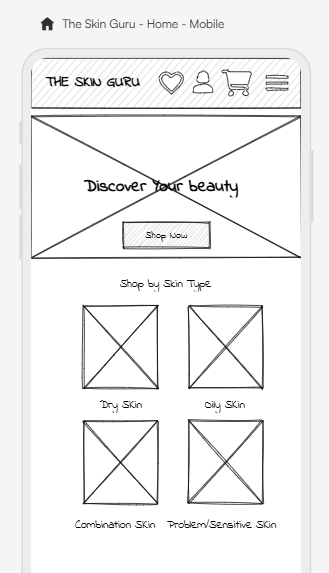 The Skin Guru - Home - Mobile
THE SKIN GURU
Discover Your beauty
Shop Now
Shop by Skin Type
Dry Skin
Oily Skin
Combination Skin
Problem/Sensitive Skin